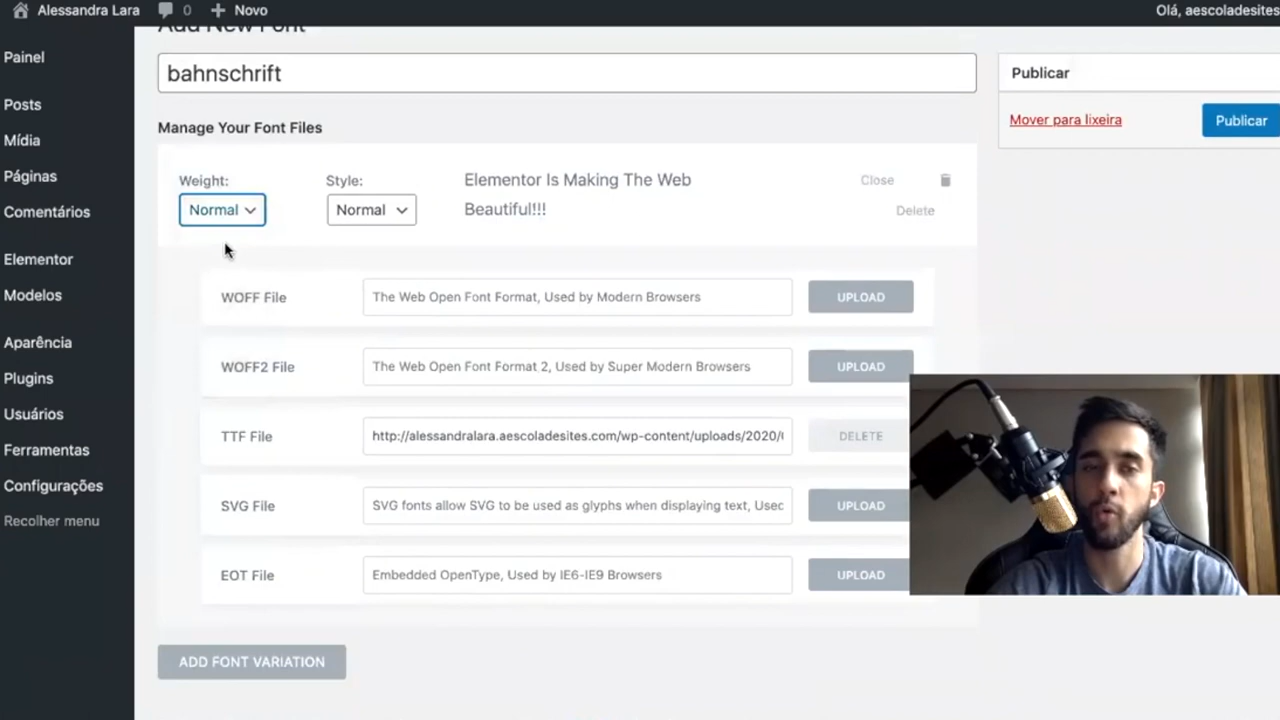 Alessandra Lara 0 Novo Olá, aescoladesites
Add New Font
Painel
Posts
Mídia
Páginas
Comentários
Elementor
Modelos
Aparência
Plugins
Usuários
Ferramentas
Configurações
Recolher menu
bahnschrift
Manage Your Font Files
Weight:
Normal
Style:
Normal
Elementor Is Making The Web
Beautiful!!!
Close
Delete
WOFF File The Web Open Font Format, Used by Modern Browsers UPLOAD
WOFF2 File The Web Open Font Format 2, Used by Super Modern Browsers UPLOAD
TTF File http://alessandralara.aescoladesites.com/wp-content/uploads/2020/ DELETE
SVG File SVG fonts allow SVG to be used as glyphs when displaying text, Used UPLOAD
EOT File Embedded OpenType, Used by IE6-IE9 Browsers UPLOAD
ADD FONT VARIATION
Publicar
Mover para lixeira
Publicar